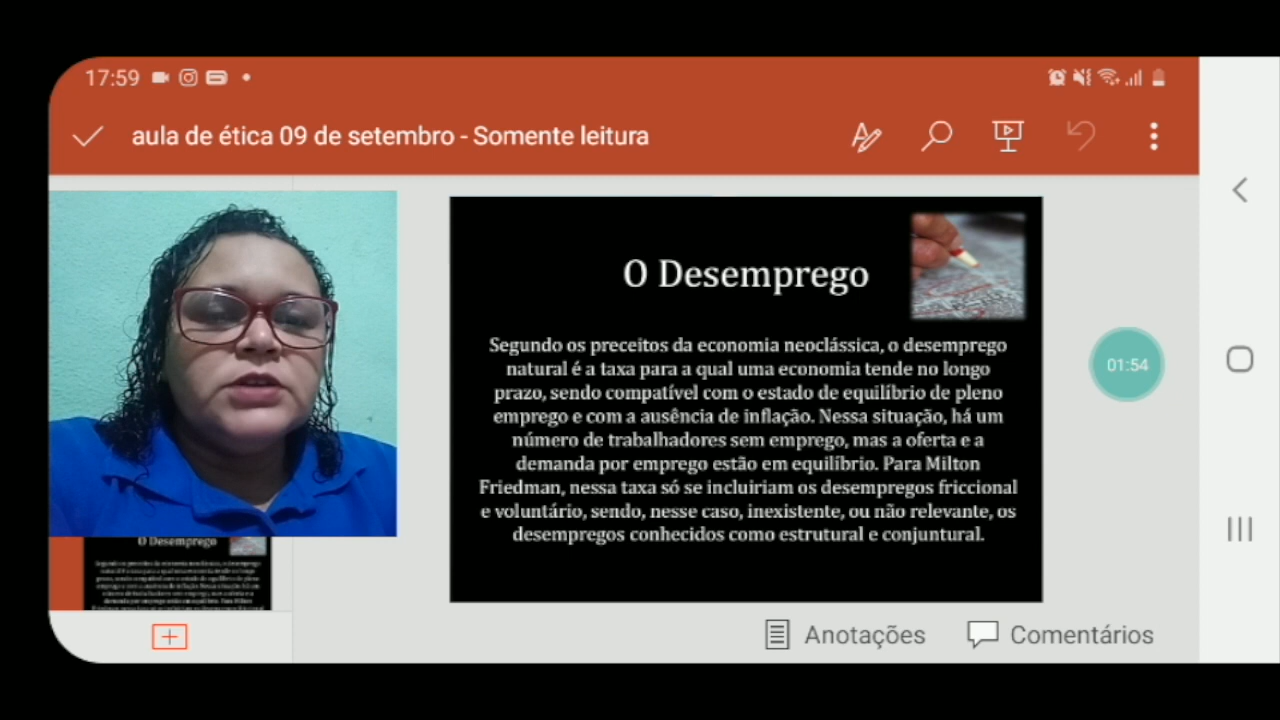 17:59
aula de ética 09 de setembro - Somente leitura
O Desemprego
Segundo os preceitos da economia neoclássica, o desemprego
natural é a taxa para a qual uma economia tende no longo
prazo, sendo compatível com o estado de equilíbrio de pleno
emprego e com a ausência de inflação. Nessa situação, há um
número de trabalhadores sem emprego, mas a oferta e a
demanda por emprego estão em equilíbrio. Para Milton
Friedman, nessa taxa só se incluiriam os desempregos friccional
e voluntário, sendo, nesse caso, inexistente, ou não relevante, os
desempregos conhecidos como estrutural e conjuntural.
01:54
O Desemprego
Anotações
Comentários